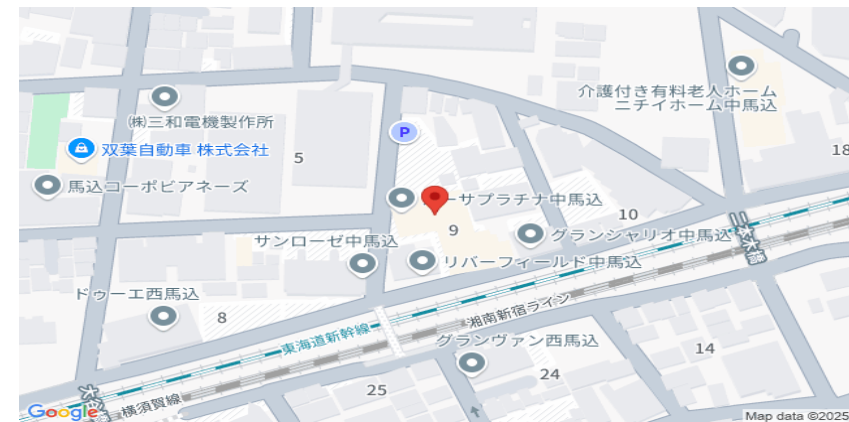 介護付き有料老人ホーム
ニチイホーム中馬込
㈱三和電機製作所
P
双葉自動車 株式会社
5
18
馬込コーポビアネーズ
ーサプラチナ中馬込
10
9
グランシャリオ中馬込
サンローゼ中馬込
リバーフィールド中馬込
二本木橋
ドゥーエ西馬込
8
湘南新宿ライン
東海道新幹線
グランヴァン西馬込
14
24
25
横須賀線
Google
Map data ©2025